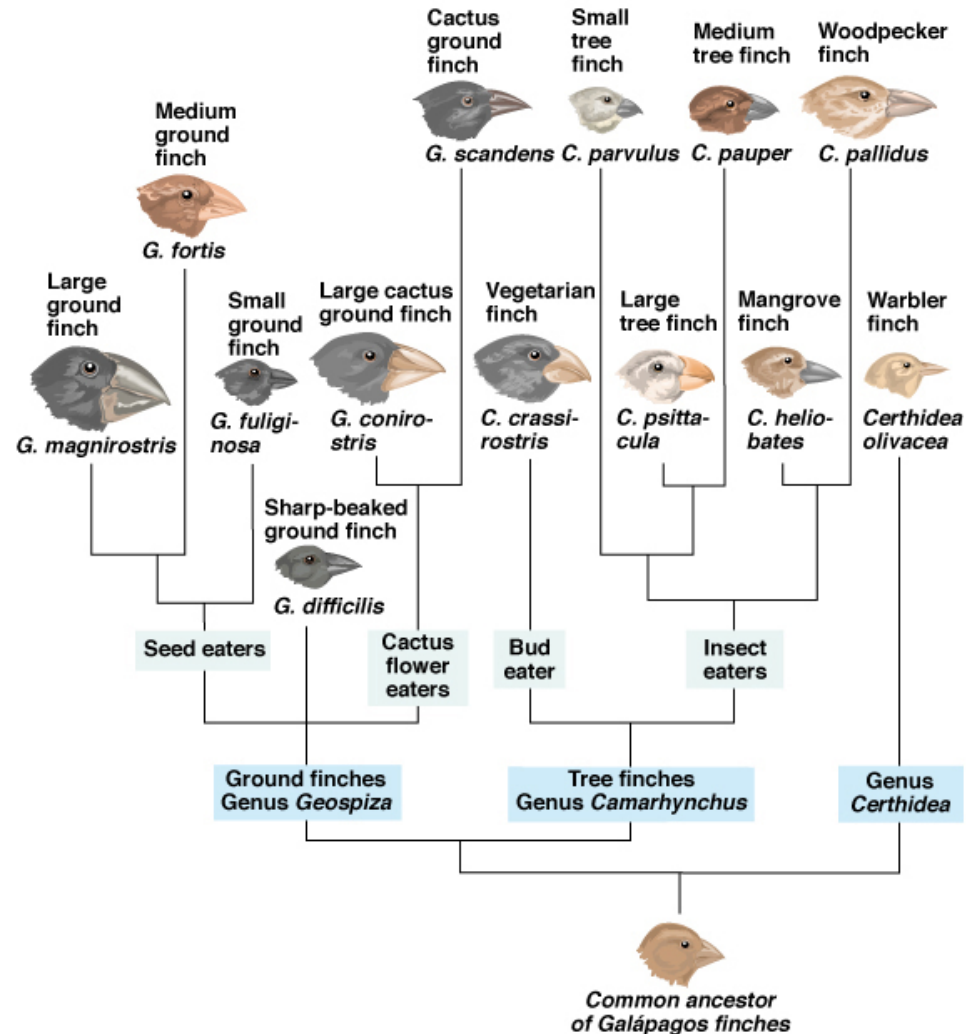 Cactus
ground
finch
G. scandens
Small
tree
finch
C. parvulus
Medium
tree finch
C. pauper
Woodpecker
finch
C. pallidus
Medium
ground
finch
G. fortis
Large
ground
finch
G. magnirostris
Small
ground
finch
G. fuligi-
nosa
Large cactus
ground finch
G. coniro-
stris
Vegetarian
finch
C. crassi-
rostris
Large
tree finch
C. psitta-
cula
Mangrove
finch
C. helio-
bates
Warbler
finch
Certhidea
olivacea
Sharp-beaked
ground finch
G. difficilis
Seed eaters
Cactus
flower
eaters
Bud
eater
Insect
eaters
Ground finches
Genus Geospiza
Tree finches
Genus Camarhynchus
Genus
Certhidea
Common ancestor
of Galápagos finches